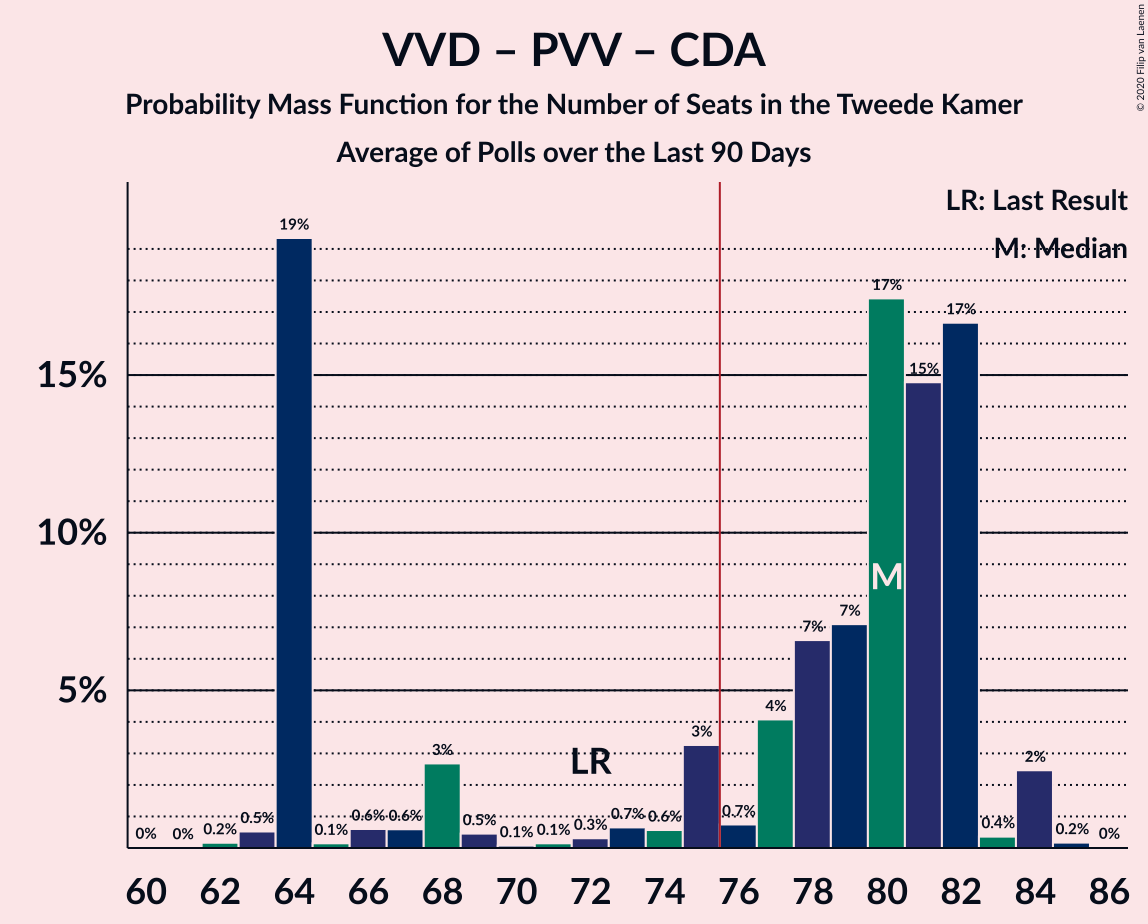 VVD – PVV – CDA
Probability Mass Function for the Number of Seats in the Tweede Kamer
Average of Polls over the Last 90 Days
© 2020 Filip van Laenen
LR: Last Result
M: Median
15%
10%
5%
0% 0% 0.2% 0.5% 19% 0.1% 0.6% 0.6% 3% 0.5% 0.1% 0.1% 0.3% 0.7% 0.6% 3% 0.7% 4% 7% 7% 17% 15% 17% 0.4% 2% 0.2% 0%
LR
M
60 62 64 66 68 70 72 74 76 78 80 82 84 86